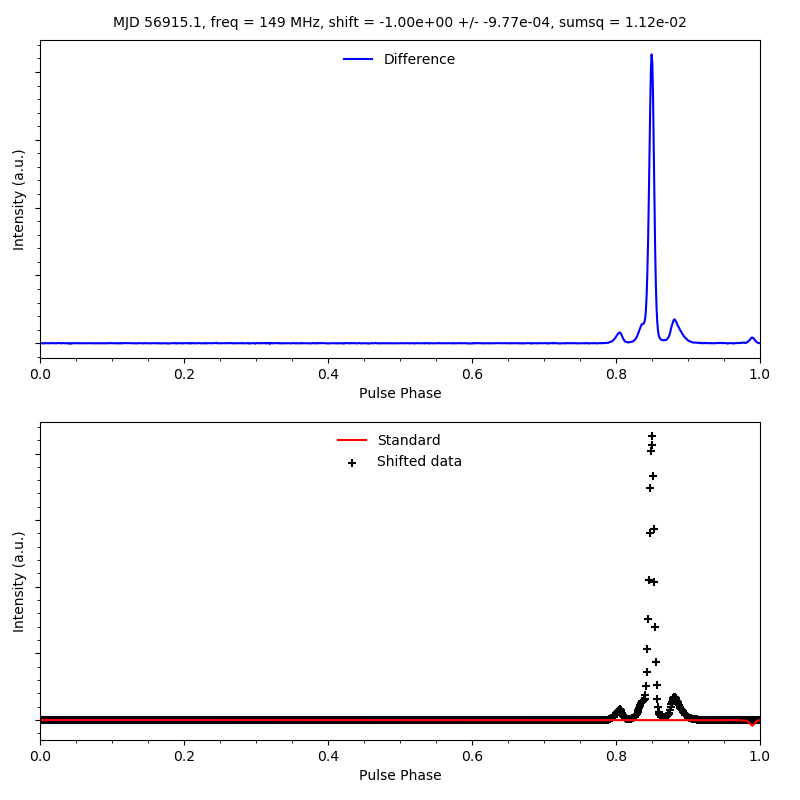 MJD 56915.1, freq = 149 MHz, shift = -1.00e+00 +/- -9.77e-04, sumsq = 1.12e-02
Difference
Intensity (a.u.)
0.0 0.2 0.4 0.6 0.8 1.0
Pulse Phase
Standard
Shifted data
Intensity (a.u.)
0.0 0.2 0.4 0.6 0.8 1.0
Pulse Phase